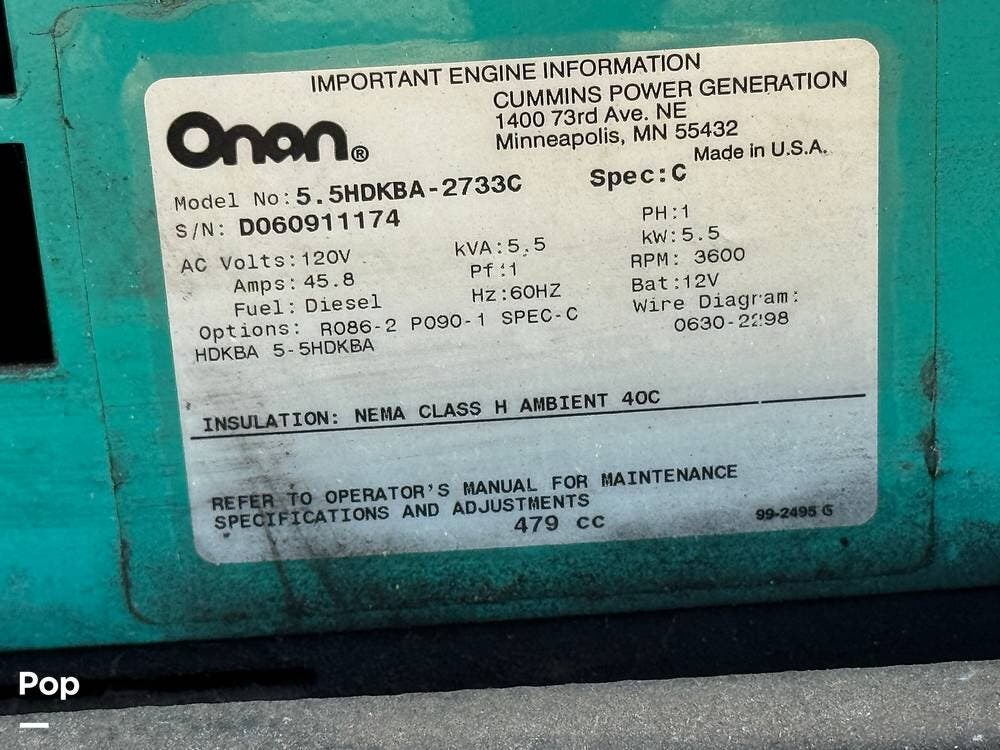 IMPORTANT ENGINE INFORMATION
Onan®
CUMMINS POWER GENERATION
1400 73rd Ave. NE
Minneapolis, MN 55432
Made in U.S.A.
Model No: 5.5HDKBA-2733C Spec:C
S/N: D060911174
AC Volts: 120V kVA:5.5 PH:1
Amps: 45.8 Pf:1 kW:5.5
Fuel: Diesel Hz:60HZ RPM: 3600
Bat:12V
Options: R086-2 P090-1 SPEC-C Wire Diagram:
HDKBA 5-5HDKBA 0630-2298
INSULATION: NEMA CLASS H AMBIENT 40C
REFER TO OPERATOR'S MANUAL FOR MAINTENANCE
SPECIFICATIONS AND ADJUSTMENTS
479 cc 99-2495 G
Pop